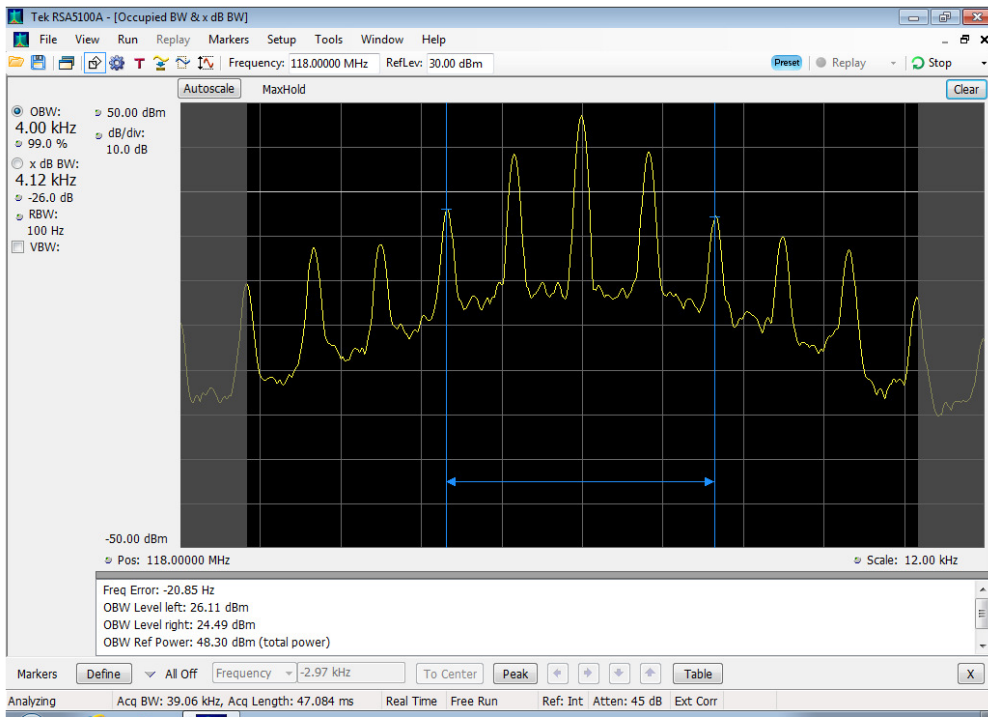 Tek RSA5100A - [Occupied BW & x dB BW]
File View Run Replay Markers Setup Tools Window Help
T Frequency: 118.00000 MHz RefLev: 30.00 dBm Preset Replay Stop
Autoscale MaxHold Clear
OBW:
4.00 kHz
99.0 %
x dB BW:
4.12 kHz
-26.0 dB
RBW:
100 Hz
VBW:
50.00 dBm
dB/div:
10.0 dB
-50.00 dBm
Pos: 118.00000 MHz Scale: 12.00 kHz
Freq Error: -20.85 Hz
OBW Level left: 26.11 dBm
OBW Level right: 24.49 dBm
OBW Ref Power: 48.30 dBm (total power)
Markers Define All Off Frequency -2.97 kHz To Center Peak Table X
Analyzing Acq BW: 39.06 kHz, Acq Length: 47.084 ms Real Time Free Run Ref: Int Atten: 45 dB Ext Corr